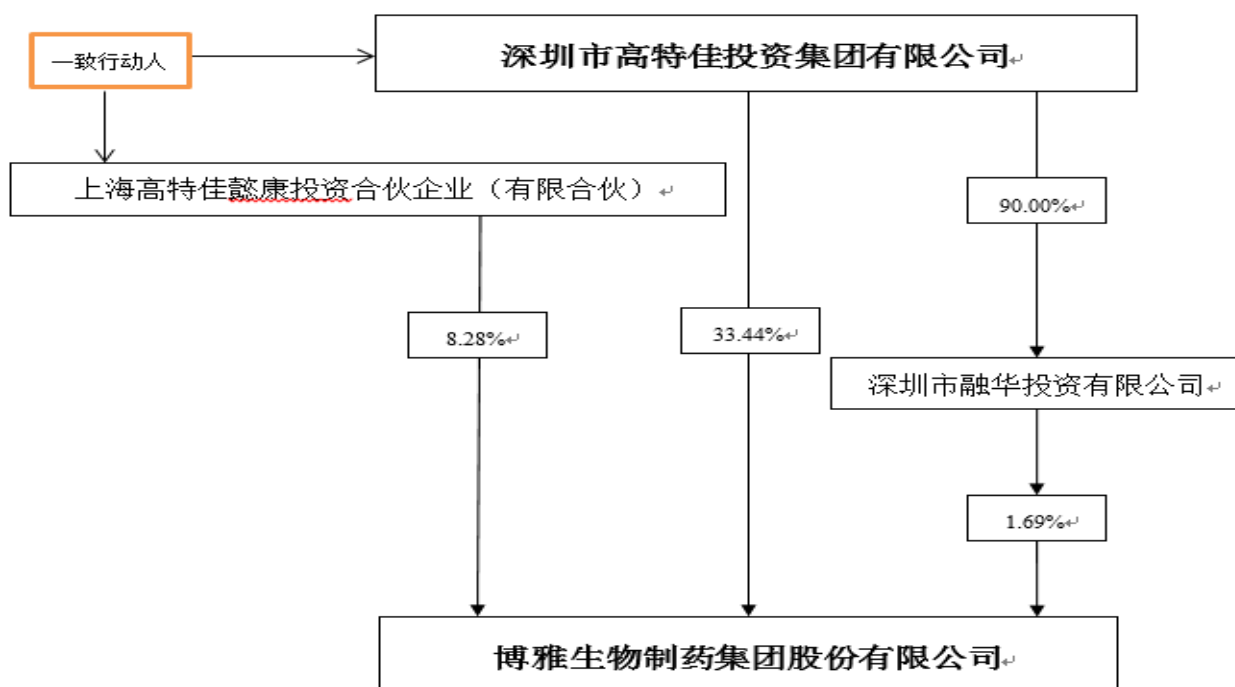 一致行动人
深圳市高特佳投资集团有限公司
上海高特佳懿康投资合伙企业（有限合伙）
90.00%
8.28%
33.44%
深圳市融华投资有限公司
1.69%
博雅生物制药集团股份有限公司